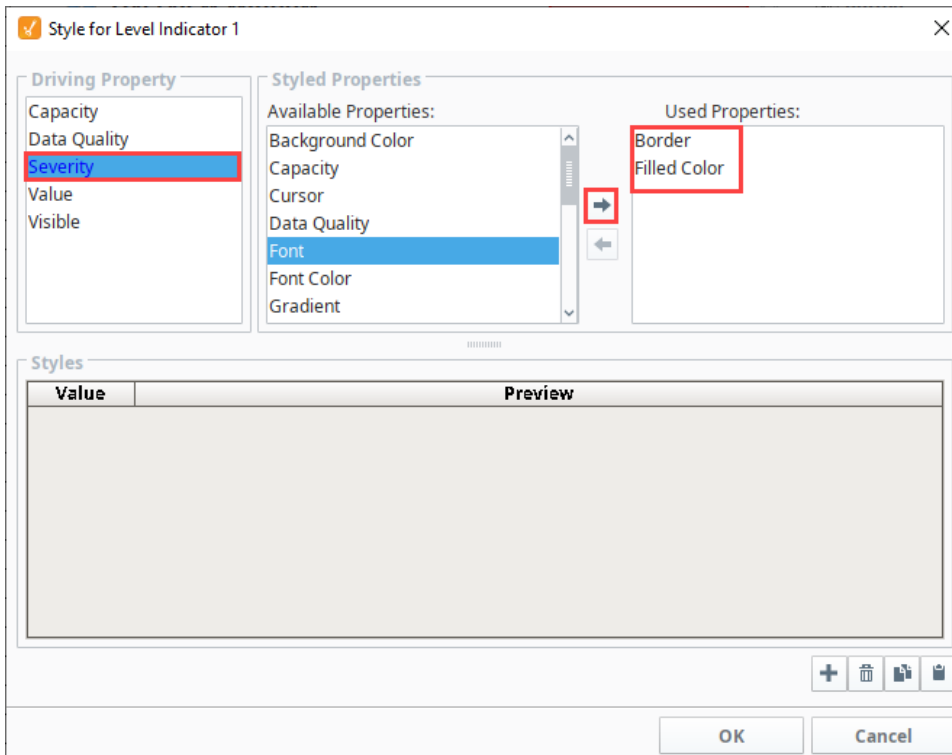 Style for Level Indicator 1
Driving Property
Capacity
Data Quality
Severity
Value
Visible
Styled Properties
Available Properties:
Background Color
Capacity
Cursor
Data Quality
Font
Font Color
Gradient
Used Properties:
Border
Filled Color
Styles
Value
Preview
OK
Cancel